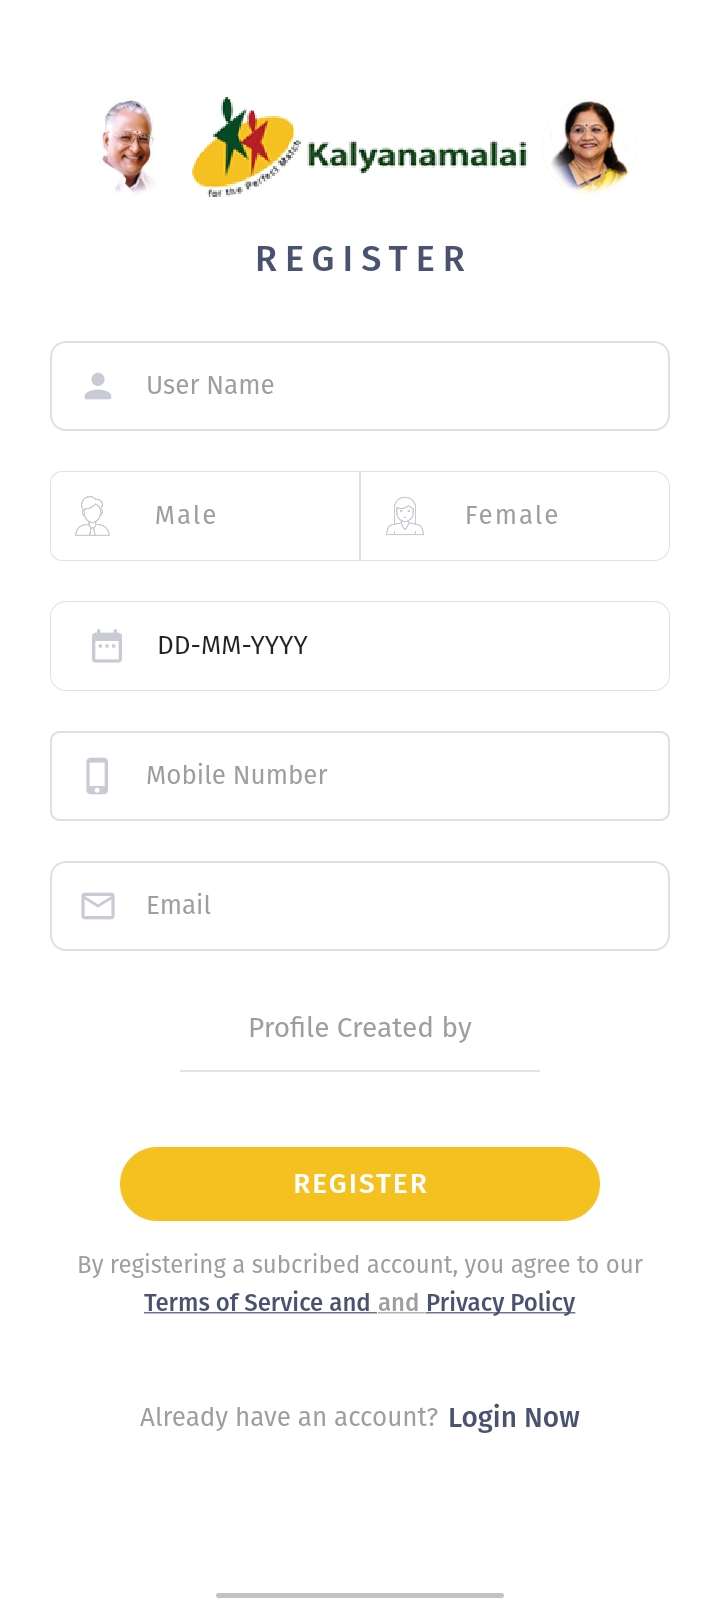 for the Perfect Match
Kalyanamalai
REGISTER
User Name
Male Female
DD-MM-YYYY
Mobile Number
Email
Profile Created by
REGISTER
By registering a subcribed account, you agree to our
Terms of Service and and Privacy Policy
Already have an account? Login Now